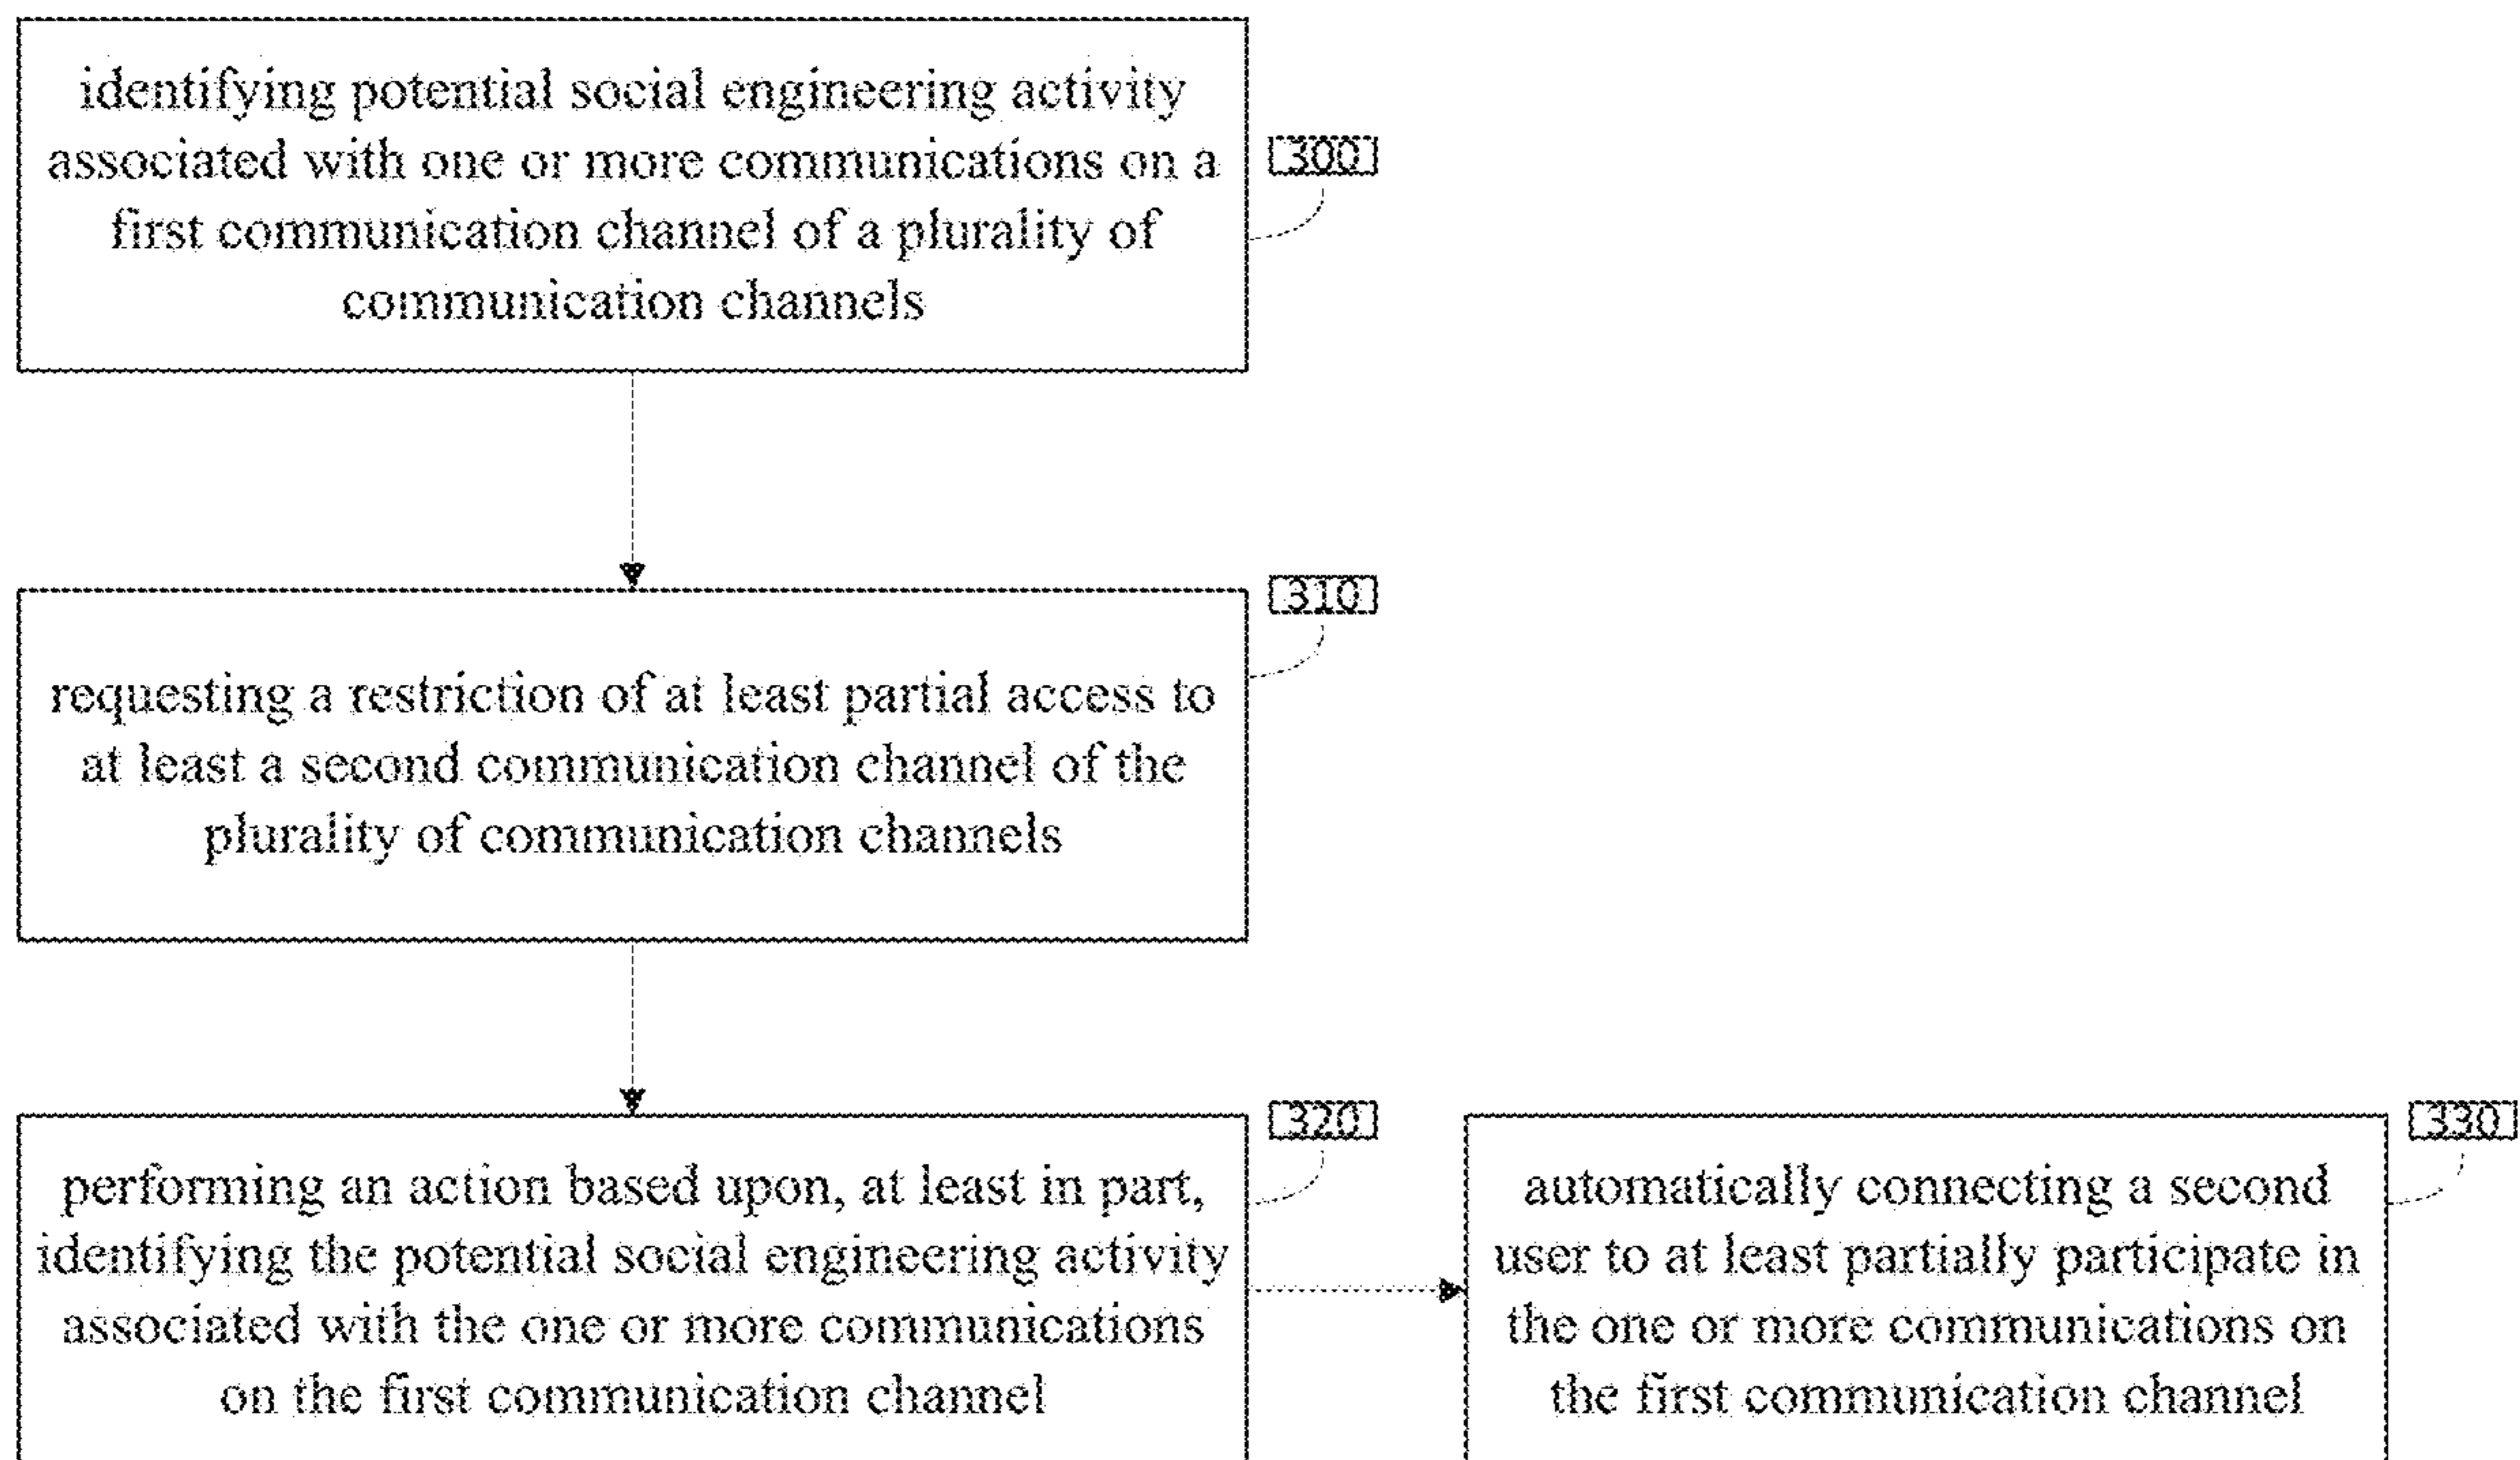 identifying potential social engineering activity
associated with one or more communications on a
first communication channel of a plurality of
communication channels
300
requesting a restriction of at least partial access to
at least a second communication channel of the
plurality of communication channels
310
performing an action based upon, at least in part,
identifying the potential social engineering activity
associated with the one or more communications
on the first communication channel
320
automatically connecting a second
user to at least partially participate in
the one or more communications on
the first communication channel
330